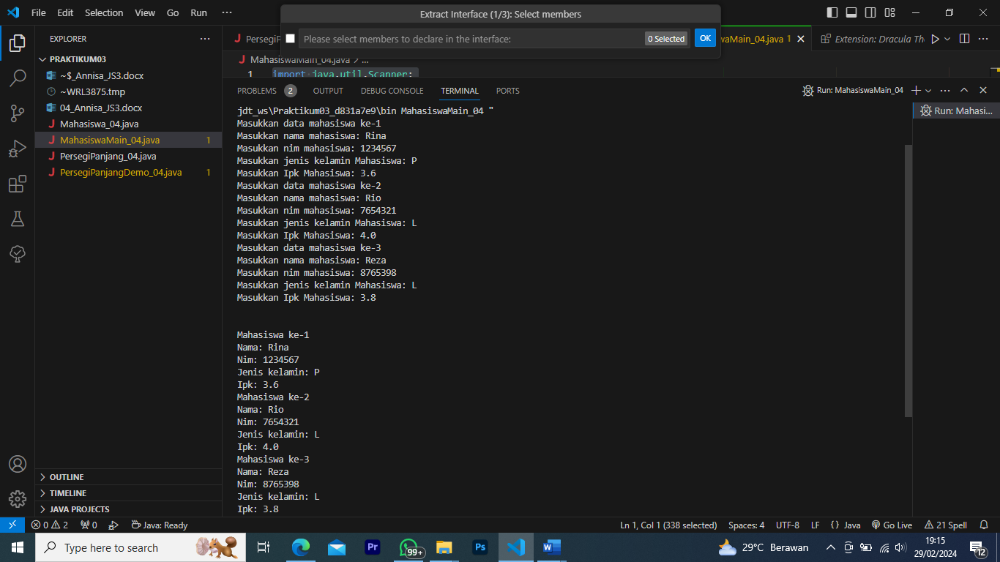 File Edit Selection View Go Run ···
Extract Interface (1/3): Select members
Please select members to declare in the interface:
0 Selected
OK
EXPLORER
PRAKTIKUM03
~$_Annisa_JS3.docx
~WRL3875.tmp
04_Annisa_JS3.docx
Mahasiswa_04.java
MahasiswaMain_04.java 1
PersegiPanjang_04.java
PersegiPanjangDemo_04.java 1
OUTLINE
TIMELINE
JAVA PROJECTS
PersegiP
waMain_04.java 1
Extension: Dracula Th
MahasiswaMain_04.java > ...
1 import java.util.Scanner;
PROBLEMS 2 OUTPUT DEBUG CONSOLE TERMINAL PORTS
Run: MahasiswaMain_04
Run: Mahasi...
jdt_ws\Praktikum03_d831a7e9\bin MahasiswaMain_04 "
Masukkan data mahasiswa ke-1
Masukkan nama mahasiswa: Rina
Masukkan nim mahasiswa: 1234567
Masukkan jenis kelamin Mahasiswa: P
Masukkan Ipk Mahasiswa: 3.6
Masukkan data mahasiswa ke-2
Masukkan nama mahasiswa: Rio
Masukkan nim mahasiswa: 7654321
Masukkan jenis kelamin Mahasiswa: L
Masukkan Ipk Mahasiswa: 4.0
Masukkan data mahasiswa ke-3
Masukkan nama mahasiswa: Reza
Masukkan nim mahasiswa: 8765398
Masukkan jenis kelamin Mahasiswa: L
Masukkan Ipk Mahasiswa: 3.8
Mahasiswa ke-1
Nama: Rina
Nim: 1234567
Jenis kelamin: P
Ipk: 3.6
Mahasiswa ke-2
Nama: Rio
Nim: 7654321
Jenis kelamin: L
Ipk: 4.0
Mahasiswa ke-3
Nama: Reza
Nim: 8765398
Jenis kelamin: L
Ipk: 3.8
0 2 0 Java: Ready
Ln 1, Col 1 (338 selected) Spaces: 4 UTF-8 LF {} Java Go Live 21 Spell
Type here to search
Pr
99+
Ps
29°C Berawan
19:15
29/02/2024
12